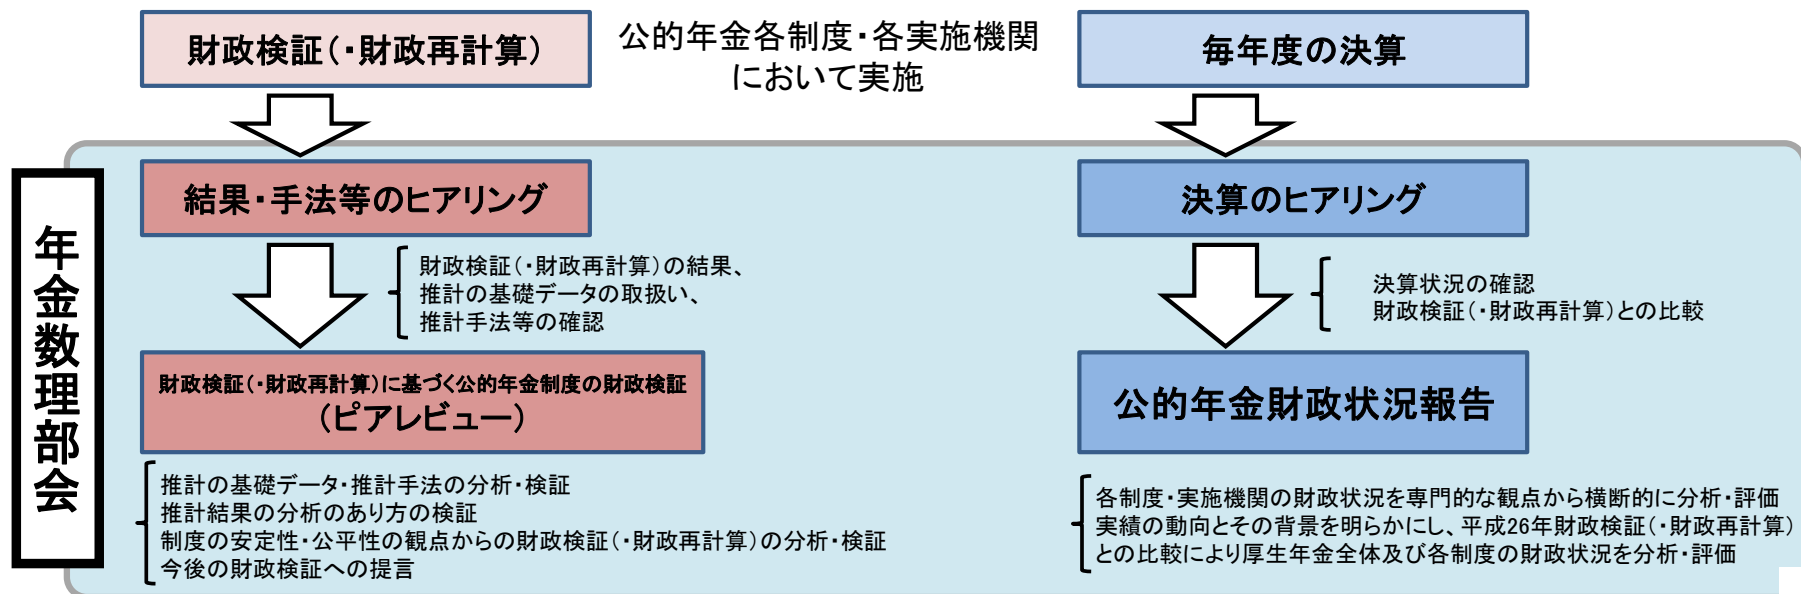 財政検証(・財政再計算)
公的年金各制度・各実施機関
において実施
毎年度の決算
年金数理部会
結果・手法等のヒアリング
決算のヒアリング
財政検証(・財政再計算)の結果、
推計の基礎データの取扱い、
推計手法等の確認
決算状況の確認
財政検証(・財政再計算)との比較
財政検証(・財政再計算)に基づく公的年金制度の財政検証
(ピアレビュー)
公的年金財政状況報告
推計の基礎データ・推計手法の分析・検証
推計結果の分析のあり方の検証
制度の安定性・公平性の観点からの財政検証(・財政再計算)の分析・検証
今後の財政検証への提言
各制度・実施機関の財政状況を専門的な観点から横断的に分析・評価
実績の動向とその背景を明らかにし、平成26年財政検証(・財政再計算)
との比較により厚生年金全体及び各制度の財政状況を分析・評価